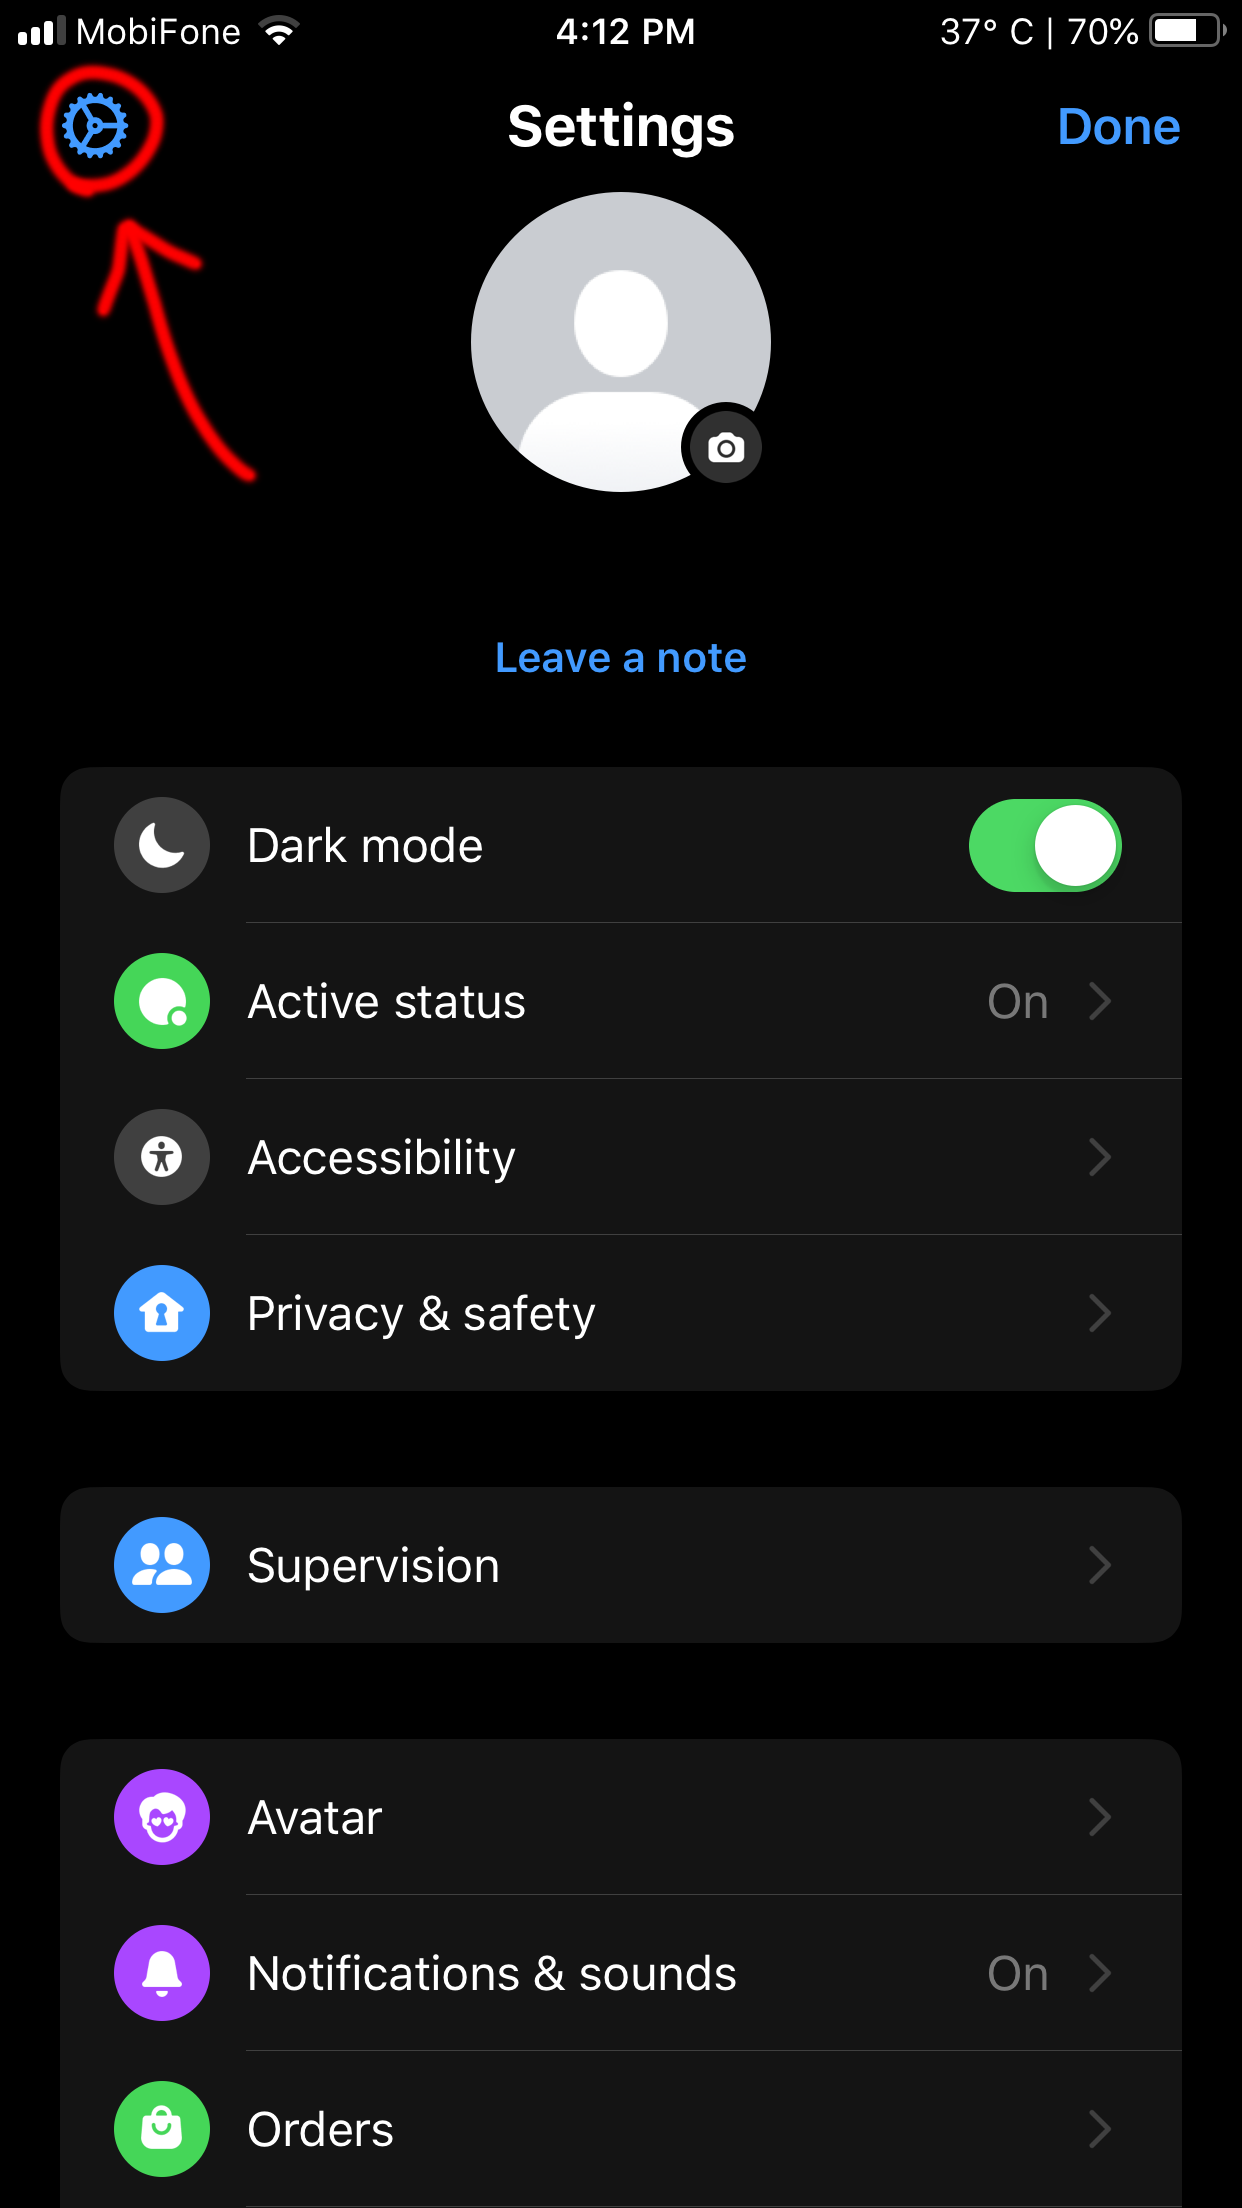 MobiFone 4:12 PM 37° C | 70%
Settings Done
Leave a note
Dark mode
Active status On
Accessibility
Privacy & safety
Supervision
Avatar
Notifications & sounds On
Orders